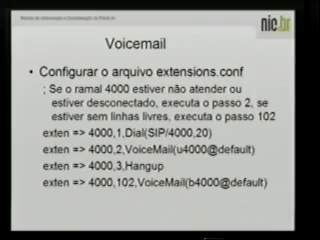 nic.br
Voicemail
• Configurar o arquivo extensions.conf
; Se o ramal 4000 estiver não atender ou
estiver desconectado, executa o passo 2, se
estiver sem linhas livres, executa o passo 102
exten => 4000,1,Dial(SIP/4000,20)
exten => 4000,2,VoiceMail(u4000@default)
exten => 4000,3,Hangup
exten => 4000,102,VoiceMail(b4000@default)